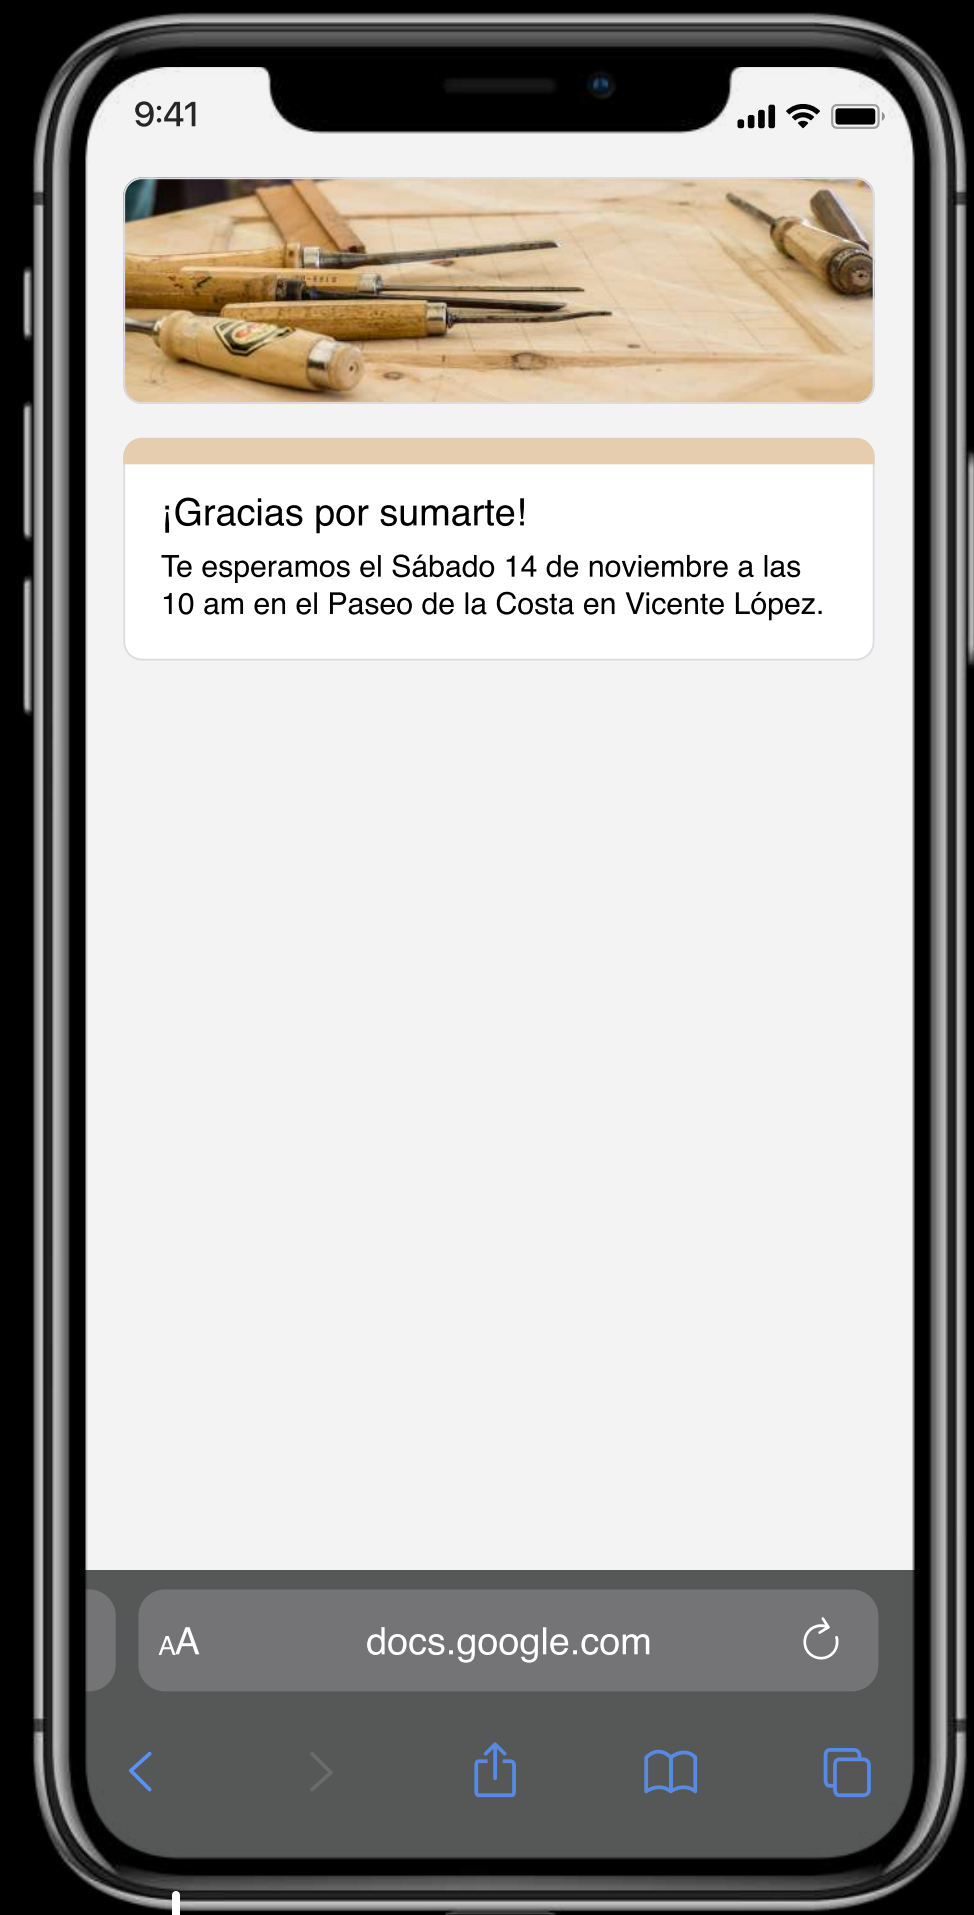 9:41
¡Gracias por sumarte!
Te esperamos el Sábado 14 de noviembre a las
10 am en el Paseo de la Costa en Vicente López.
AA docs.google.com